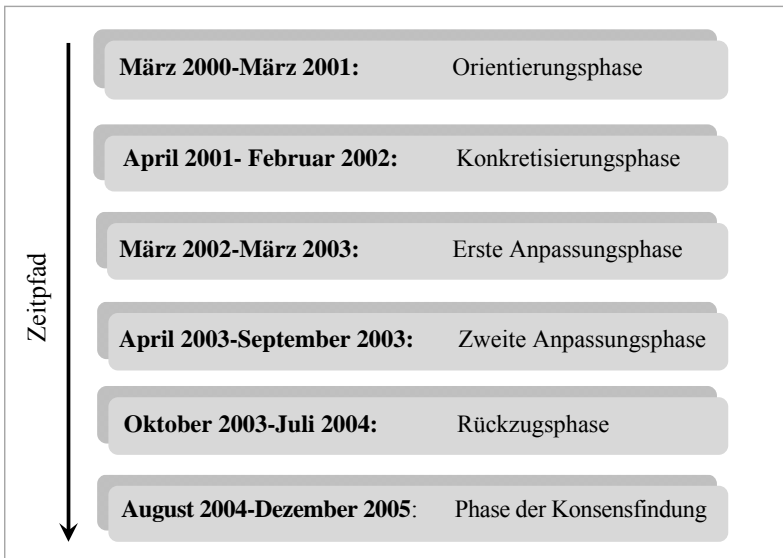 März 2000-März 2001: Orientierungsphase
April 2001- Februar 2002: Konkretisierungsphase
März 2002-März 2003: Erste Anpassungsphase
Zeitpfad
April 2003-September 2003: Zweite Anpassungsphase
Oktober 2003-Juli 2004: Rückzugsphase
August 2004-Dezember 2005: Phase der Konsensfindung